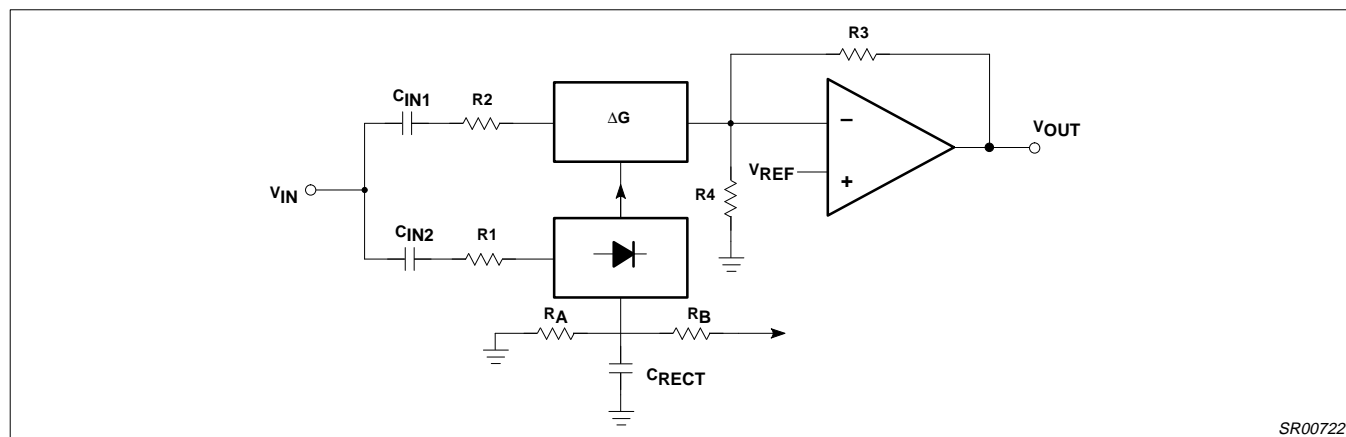 R3
CIN1
R2
ΔG
VOUT
VREF
−
+
R4
VIN
CIN2
R1
RA
RB
CRECT
SR00722